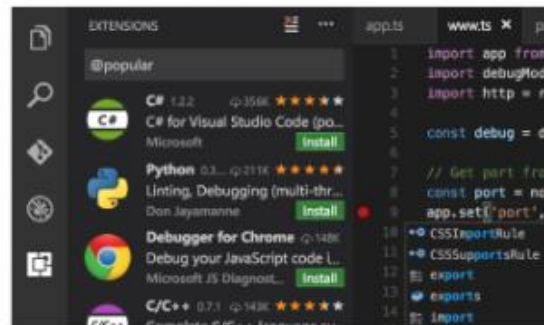 EXTENSIONS
@popular
C# 1.2.2 356K
C# for Visual Studio Code (po...
Microsoft Install
Python 0.3... 211K
Linting, Debugging (multi-thr...
Don Jayamanne Install
Debugger for Chrome 148K
Debug your JavaScript code i...
Microsoft JS Diagnost... Install
C/C++ 0.7.1 143K
app.ts www.ts
1 import app from
2 import debugMod
3 import http =
4
5 const debug =
6
7 // Get port fro
8 const port = no
9 app.set('port',
10 CSSImportRule
11 CSSSupportsRule
12 export
13 exports
14 import